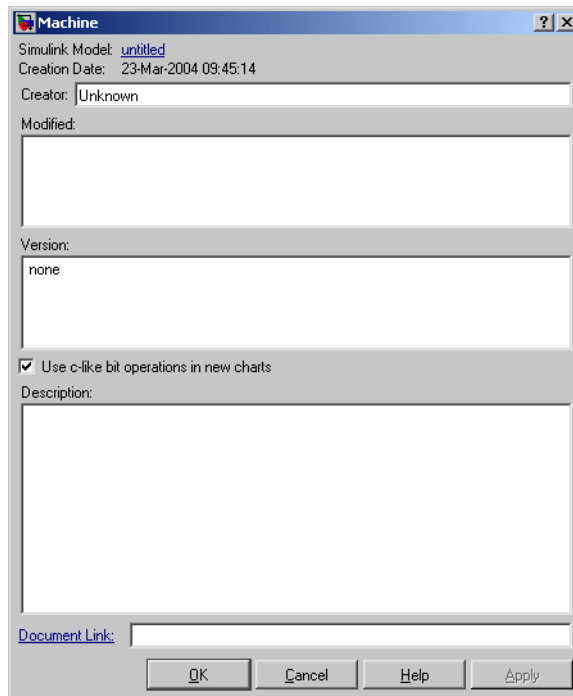 Machine
Simulink Model: untitled
Creation Date: 23-Mar-2004 09:45:14
Creator: Unknown
Modified:
Version:
none
Use c-like bit operations in new charts
Description:
Document Link:
OK Cancel Help Apply